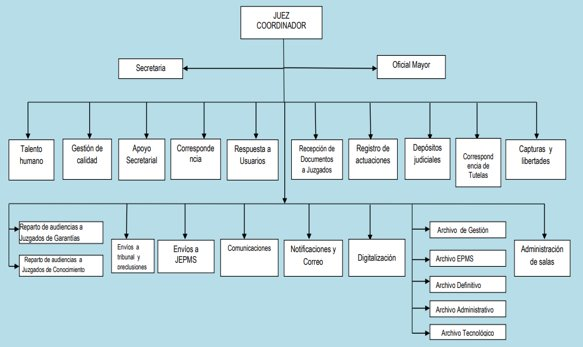 JUEZ
COORDINADOR
Secretaria
Oficial Mayor
Talento
humano
Gestión de
calidad
Apoyo
Secretarial
Corresponde
ncia
Respuesta a
Usuarios
Recepción de
Documentos
a Juzgados
Registro de
actuaciones
Depósitos
judiciales
Correspond
encia de
Tutelas
Capturas y
libertades
Reparto de audiencias a
Juzgados de Garantías
Reparto de audiencias a
Juzgados de Conocimiento
Envíos a
tribunal y
preclusiones
Envíos a
JEPMS
Comunicaciones
Notificaciones y
Correo
Digitalización
Archivo de Gestión
Archivo EPMS
Archivo Definitivo
Archivo Administrativo
Archivo Tecnológico
Administración
de salas